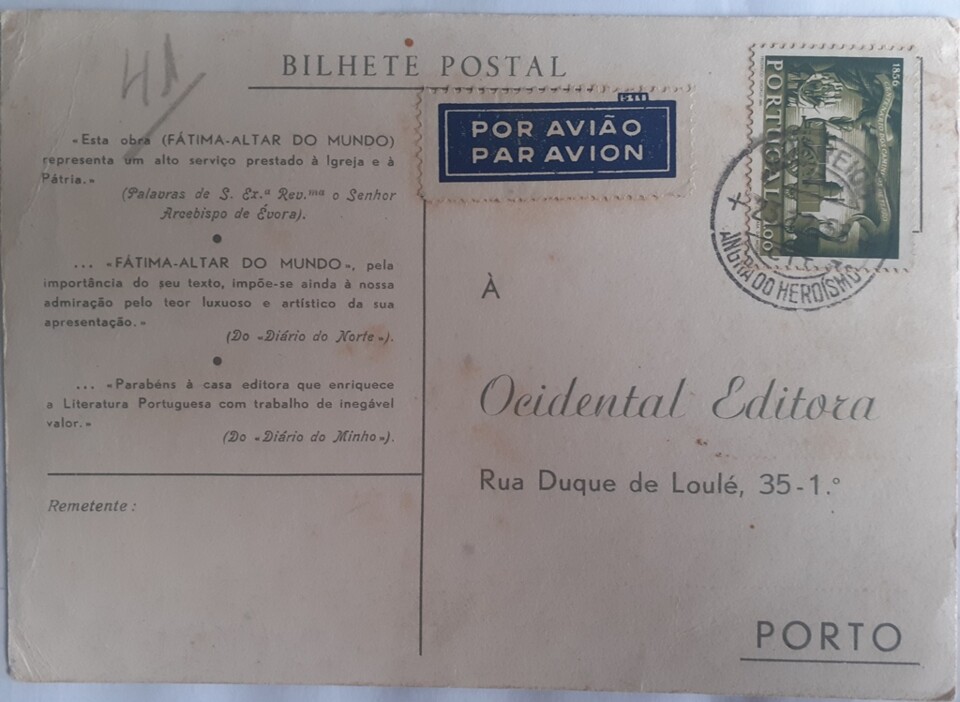 41
BILHETE POSTAL
«Esta obra (FÁTIMA-ALTAR DO MUNDO)
representa um alto serviço prestado à Igreja e à
Pátria.»
(Palavras de S. Ex.ª Rev.ᵐᵃ o Senhor
Arcebispo de Évora).
... «FÁTIMA-ALTAR DO MUNDO», pela
importância do seu texto, impõe-se ainda à nossa
admiração pelo teor luxuoso e artístico da sua
apresentação.»
(Do «Diário do Norte»).
... «Parabéns à casa editora que enriquece
a Literatura Portuguesa com trabalho de inegável
valor.»
(Do «Diário do Minho»).
Remetente:
POR AVIÃO
PAR AVION
1856
PORTUGAL
1$00
ANGRA DO HEROÍSMO
À
Ocidental Editora
Rua Duque de Loulé, 35-1.°
PORTO